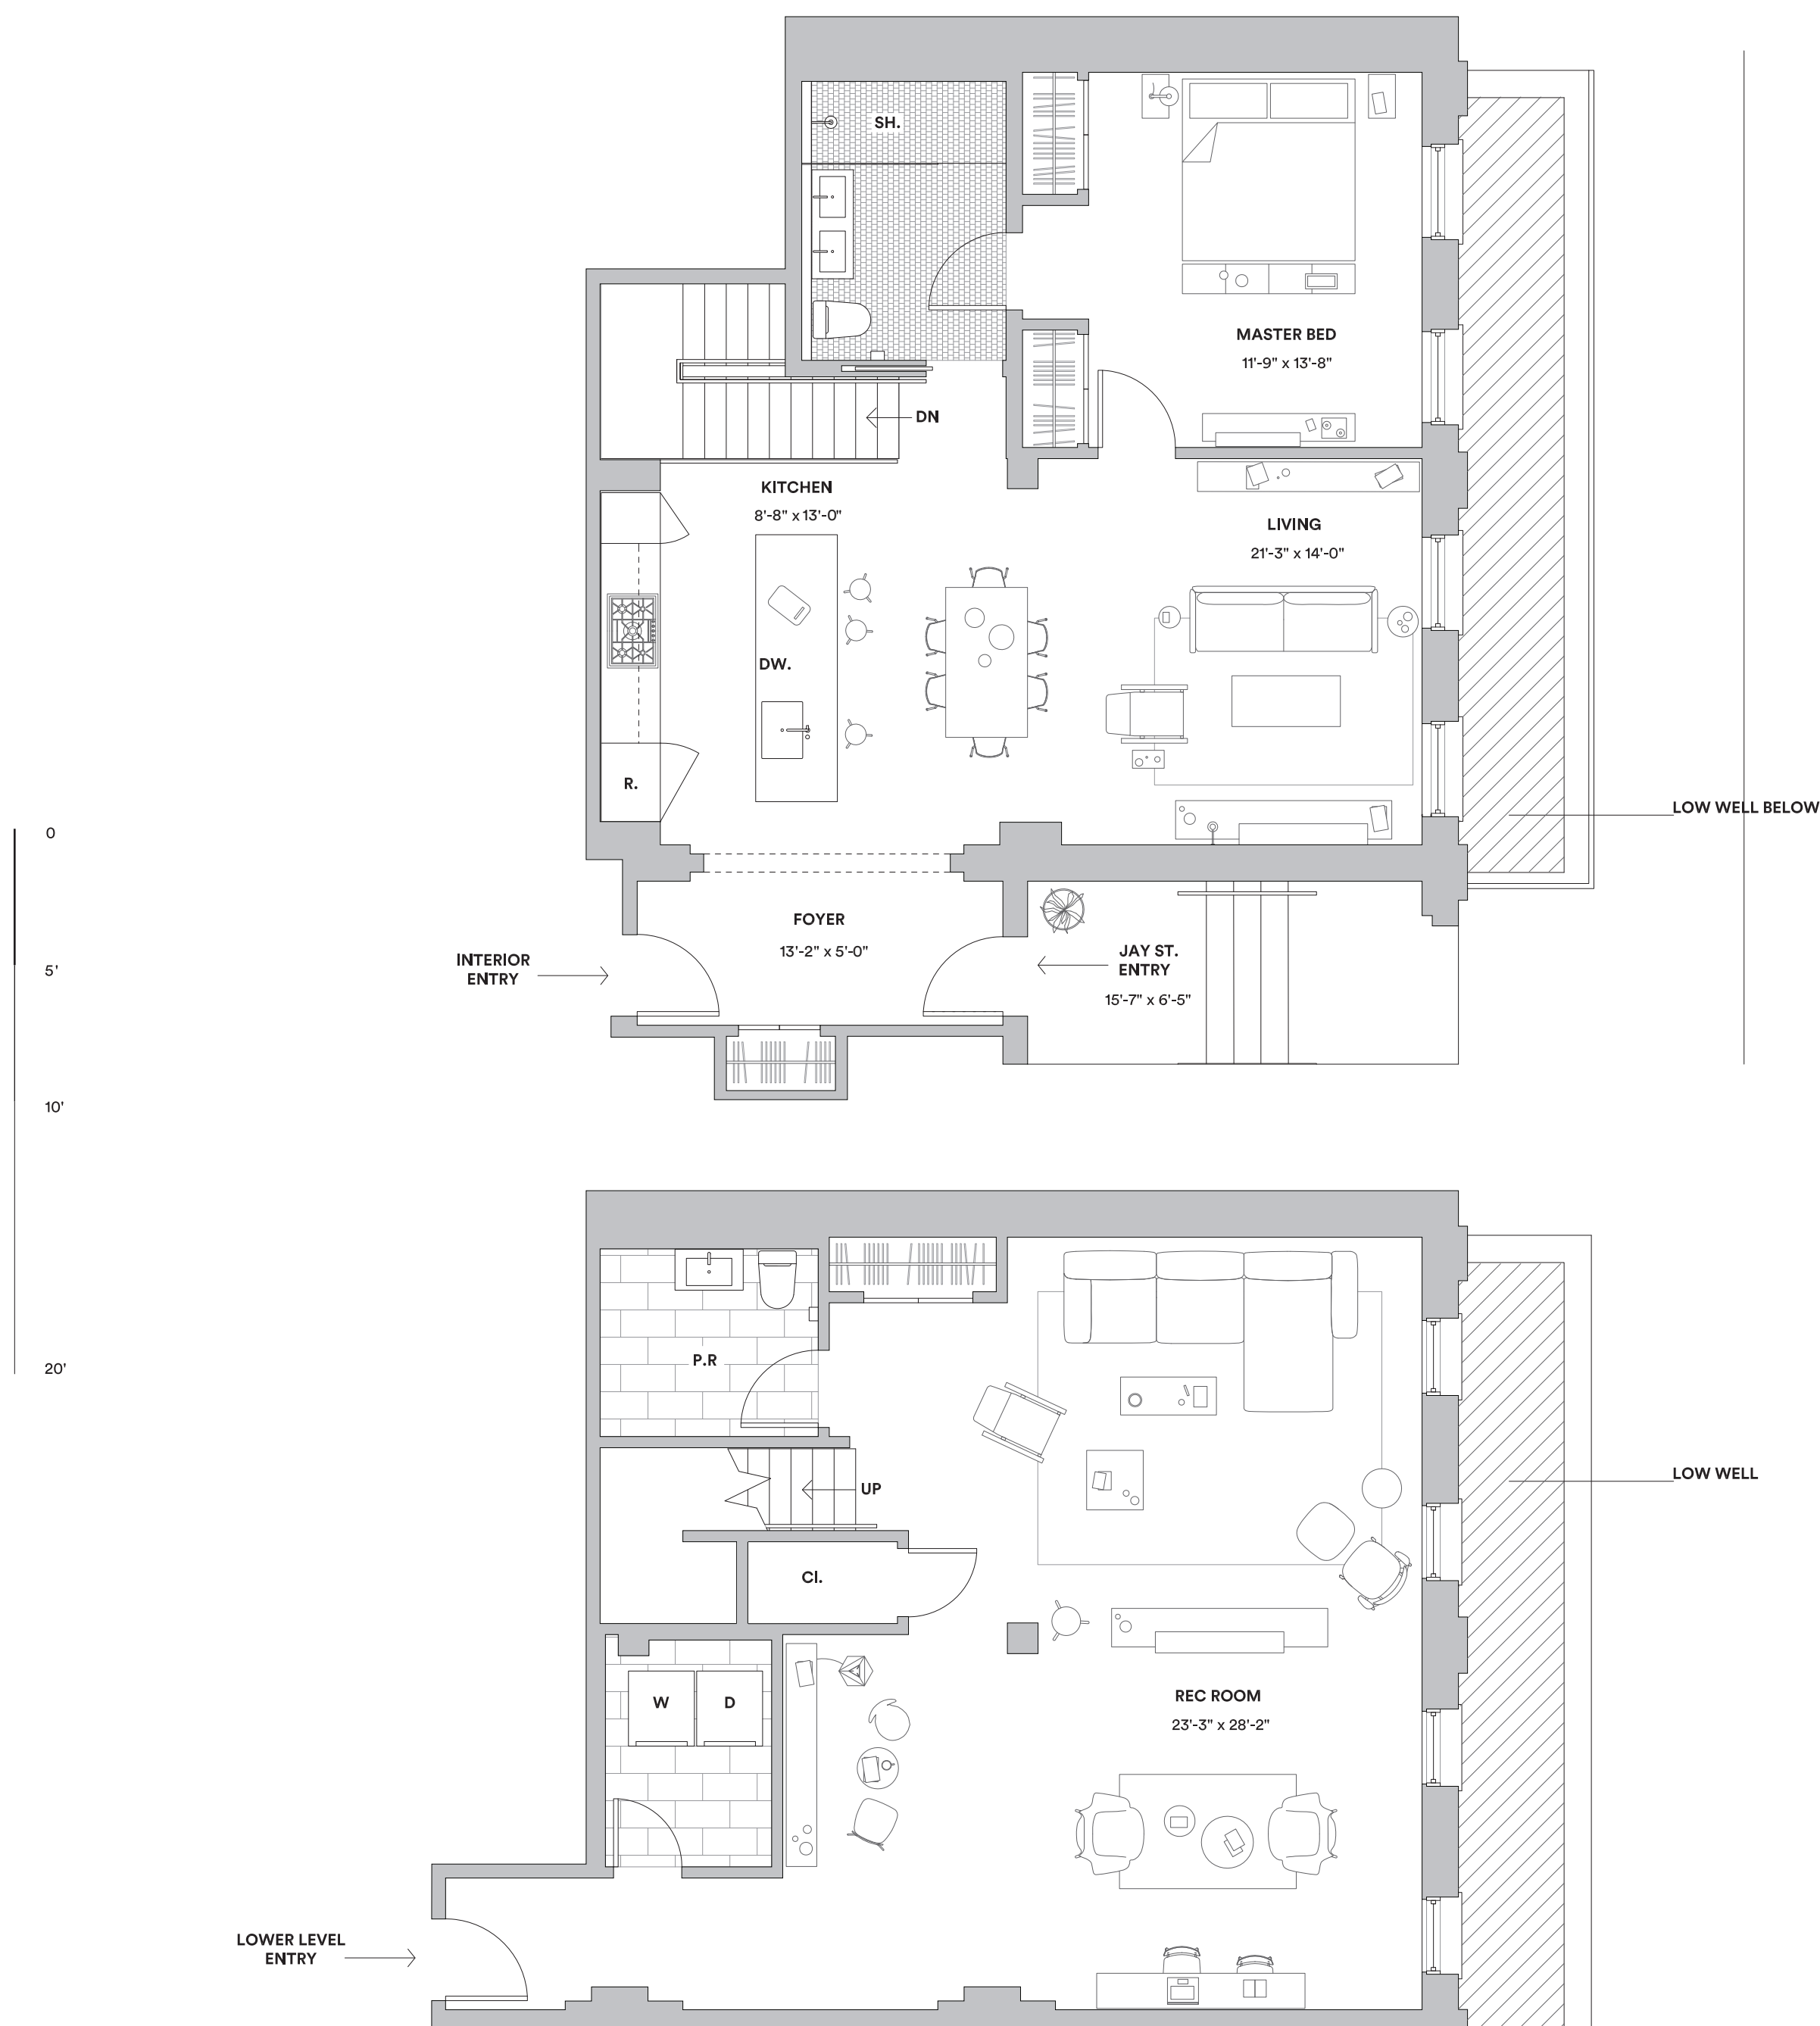 SH.
MASTER BED
11'-9" x 13'-8"
DN
KITCHEN
8'-8" x 13'-0"
LIVING
21'-3" x 14'-0"
DW.
R.
LOW WELL BELOW
0
5'
10'
20'
FOYER
13'-2" x 5'-0"
INTERIOR
ENTRY
JAY ST.
ENTRY
15'-7" x 6'-5"
P.R
UP
LOW WELL
Cl.
W
D
REC ROOM
23'-3" x 28'-2"
LOWER LEVEL
ENTRY